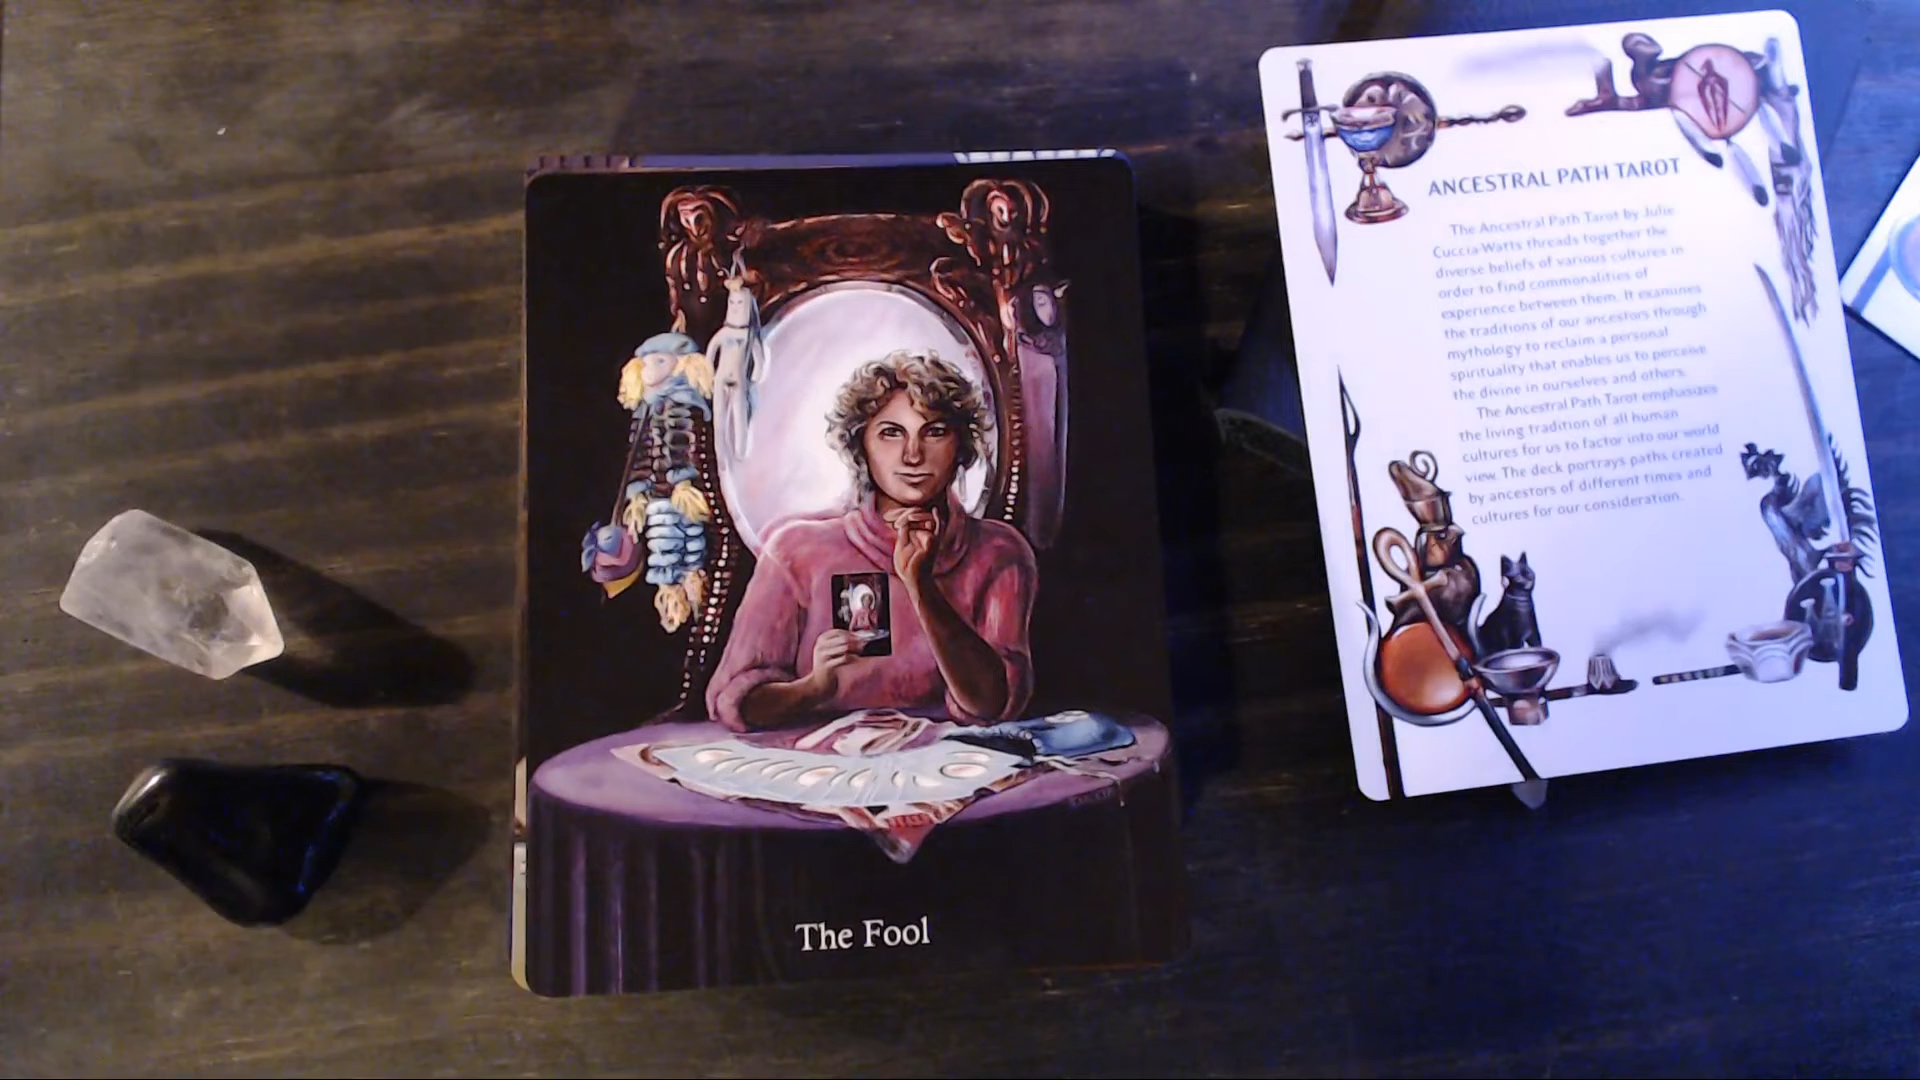 The Fool
ANCESTRAL PATH TAROT
The Ancestral Path Tarot by Julie
Cuccia-Watts threads together the
diverse beliefs of various cultures in
order to find commonalities of
experience between them. It examines
the traditions of our ancestors through
mythology to reclaim a personal
spirituality that enables us to perceive
the divine in ourselves and others.
The Ancestral Path Tarot emphasizes
the living tradition of all human
cultures for us to factor into our world
view. The deck portrays paths created
by ancestors of different times and
cultures for our consideration.